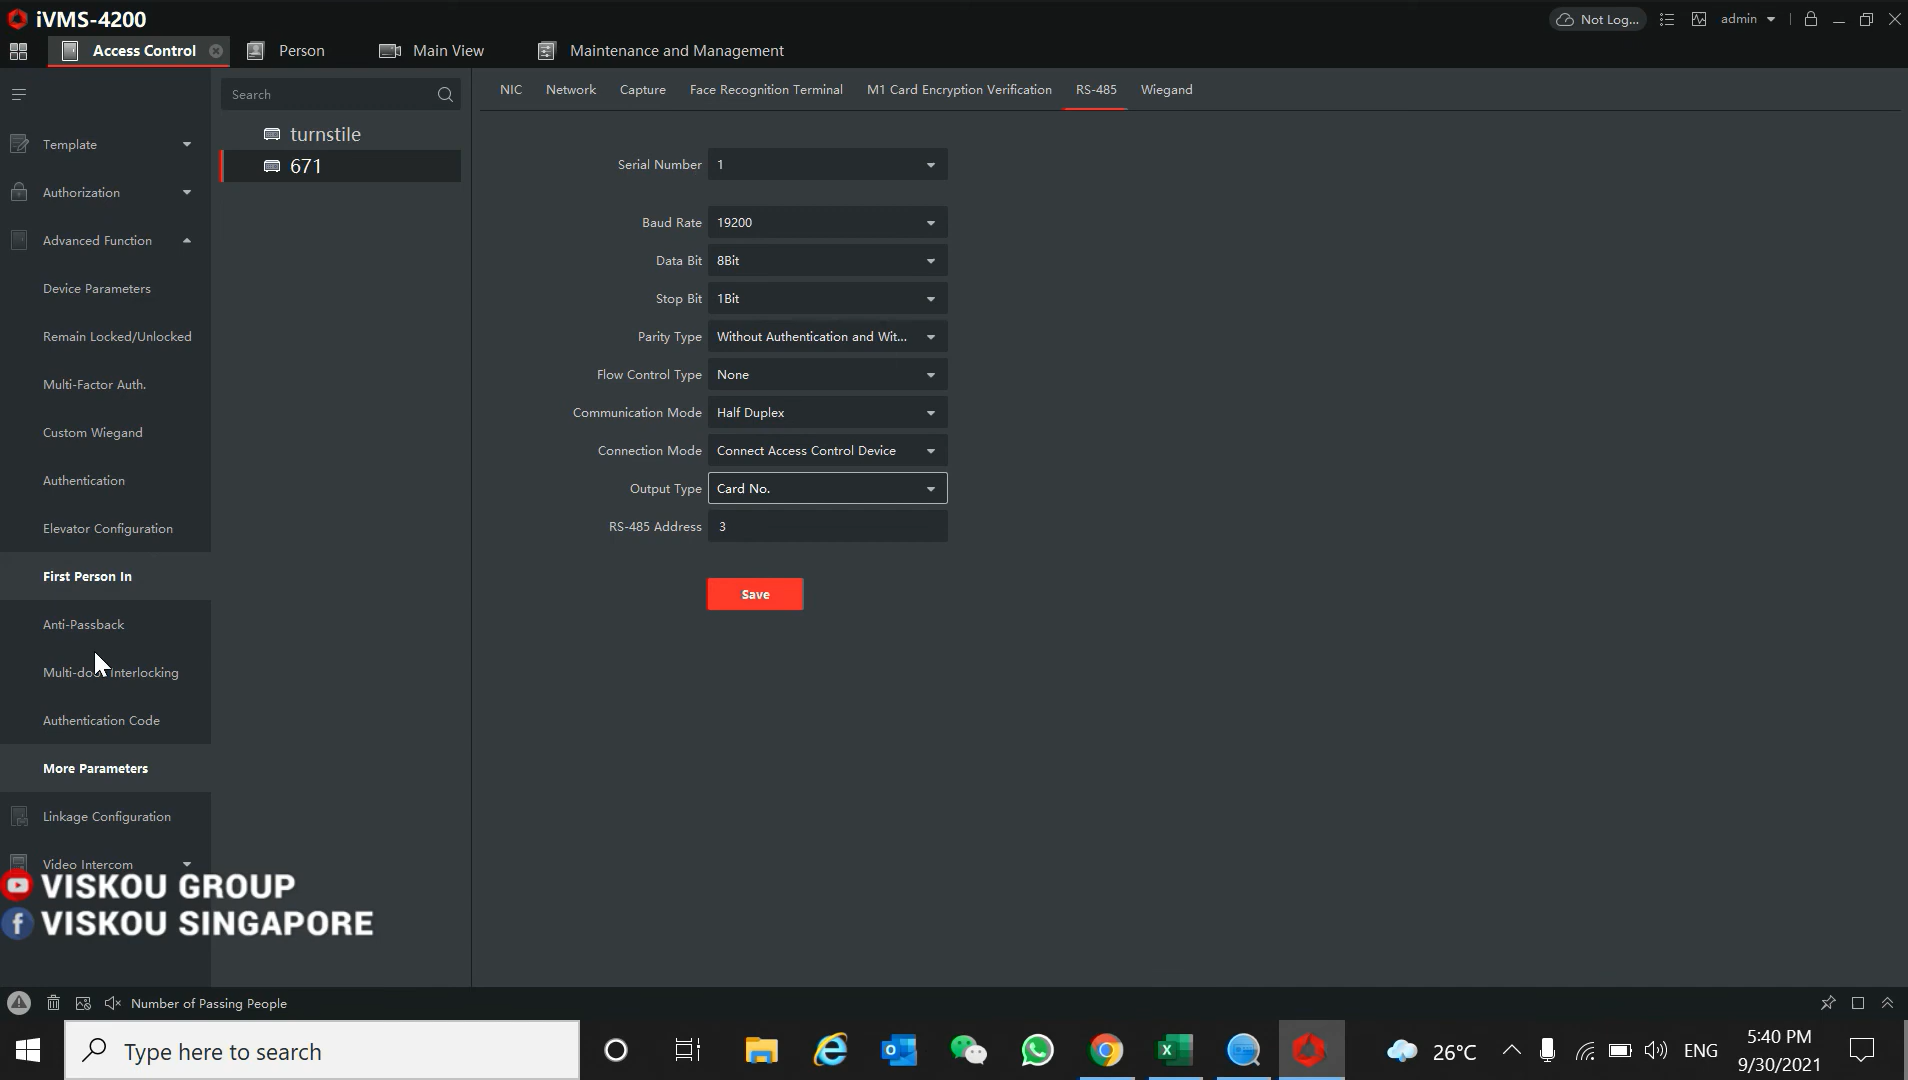 iVMS-4200
Not Log...
admin
Access Control
Person
Main View
Maintenance and Management
Search
turnstile
671
Template
Authorization
Advanced Function
Device Parameters
Remain Locked/Unlocked
Multi-Factor Auth.
Custom Wiegand
Authentication
Elevator Configuration
First Person In
Anti-Passback
Multi-door Interlocking
Authentication Code
More Parameters
Linkage Configuration
Video Intercom
NIC
Network
Capture
Face Recognition Terminal
M1 Card Encryption Verification
RS-485
Wiegand
Serial Number 1
Baud Rate 19200
Data Bit 8Bit
Stop Bit 1Bit
Parity Type Without Authentication and Wit...
Flow Control Type None
Communication Mode Half Duplex
Connection Mode Connect Access Control Device
Output Type Card No.
RS-485 Address 3
Save
VISKOU GROUP
VISKOU SINGAPORE
Number of Passing People
Type here to search
26°C
ENG
5:40 PM
9/30/2021